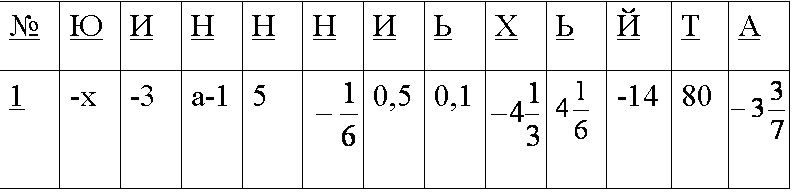 № Ю И Н Н Н И Ь Х Ь Й Т А
1 -х -3 а-1 5 −1/6 0,5 0,1 −4 1/3 4 1/6 -14 80 −3 3/7